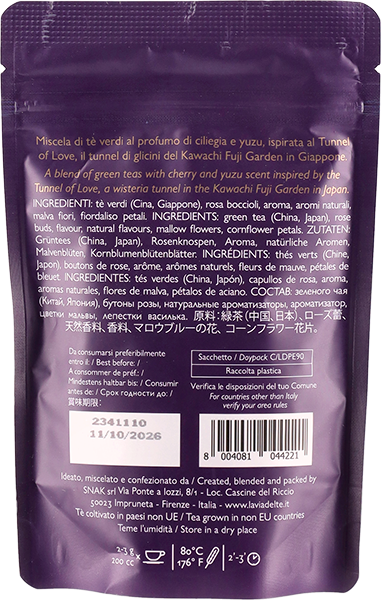 Miscela di tè verdi al profumo di ciliegia e yuzu, ispirata al Tunnel
of Love, il tunnel di glicini del Kawachi Fuji Garden in Giappone.
A blend of green teas with cherry and yuzu scent inspired by the
Tunnel of Love, a wisteria tunnel in the Kawachi Fuji Garden in Japan.
INGREDIENTI: tè verdi (Cina, Giappone), rosa boccioli, aroma, aromi naturali,
malva fiori, fiordaliso petali. INGREDIENTS: green tea (China, Japan), rose
buds, flavour, natural flavours, mallow flowers, cornflower petals. ZUTATEN:
Grüntees (China, Japan), Rosenknospen, Aroma, natürliche Aromen,
Malvenblüten, Kornblumenblütenblätter. INGRÉDIENTS: thés verts (Chine,
Japon), boutons de rose, arôme, arômes naturels, fleurs de mauve, pétales de
bleuet. INGREDIENTES: tés verdes (China, Japón), capullos de rosa, aroma,
aromas naturales, flores de malva, pétalos de aciano. СОСТАВ: зеленого чая
(Китай, Япония), бутоны розы, натуральные ароматизаторы, ароматизатор,
цветки мальвы, лепестки василька. 原料：緑茶 (中国、日本)、ローズ蕾、
天然香料、香料、マロウブルーの花、コーンフラワー花片。
Da consumarsi preferibilmente
entro il: / Best before: /
A consommer de préf.: /
Mindestens haltbar bis: / Consumir
antes de: / Срок годности до: /
賞味期限
2341110
11/10/2026
Sacchetto / Doypack C/LDPE90
Raccolta plastica
Verifica le disposizioni del tuo Comune
For countries other than Italy
verify your area rules
8 004081 044221
Ideato, miscelato e confezionato da / Created, blended and packed by
SNAK srl Via Ponte a Iozzi, 8/1 - Loc. Cascine del Riccio
50023 Impruneta - Firenze - Italy - www.laviadelte.it
Tè coltivato in paesi non UE / Tea grown in non EU countries
Teme l'umidità / Store in a dry place
2-3 g
200 cc
80°C
176°F
2'-3'